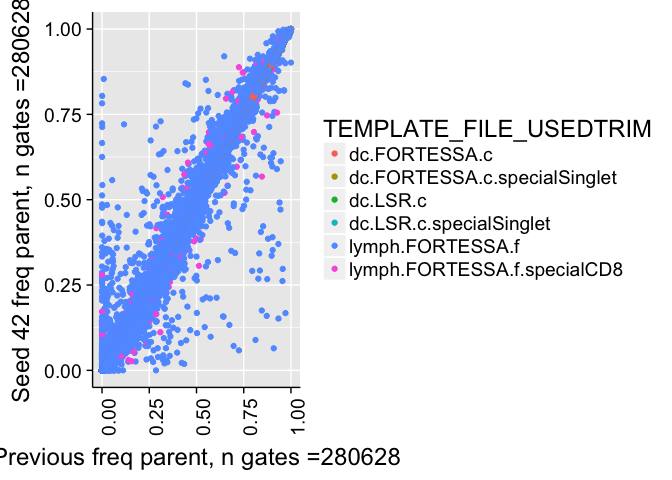 Seed 42 freq parent, n gates =280628
1.00
0.75
0.50
0.25
0.00
0.00
0.25
0.50
0.75
1.00
Previous freq parent, n gates =280628
TEMPLATE_FILE_USEDTRIM
dc.FORTESSA.c
dc.FORTESSA.c.specialSinglet
dc.LSR.c
dc.LSR.c.specialSinglet
lymph.FORTESSA.f
lymph.FORTESSA.f.specialCD8